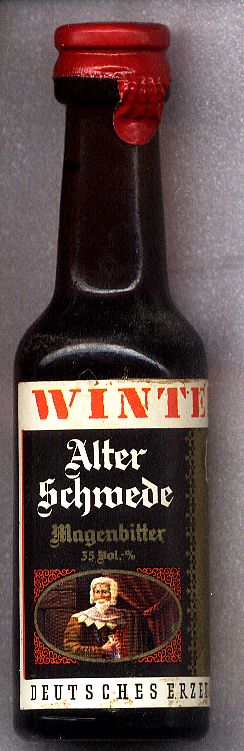 WINTE
Alter
Schwede
Magenbitter
35 Vol.-%
DEUTSCHES ERZE